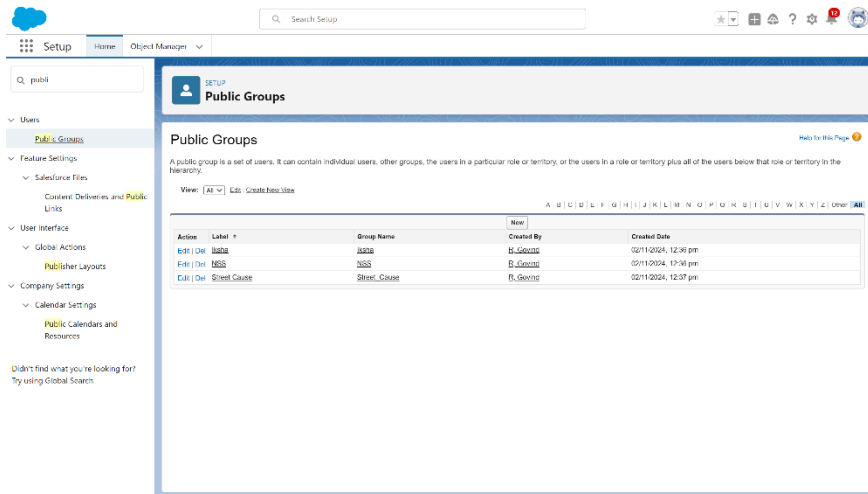 Search Setup
12
Setup
Home
Object Manager
publi
Users
Public Groups
Feature Settings
Salesforce Files
Content Deliveries and Public
Links
User Interface
Global Actions
Publisher Layouts
Company Settings
Calendar Settings
Public Calendars and
Resources
Didn't find what you're looking for?
Try using Global Search.
SETUP
Public Groups
Public Groups
Help for this Page
A public group is a set of users. It can contain individual users, other groups, the users in a particular role or territory, or the users in a role or territory plus all of the users below that role or territory in the
hierarchy.
View: All Edit | Create New View
A | B | C | D | E | F | G | H | I | J | K | L | M | N | O | P | Q | R | S | T | U | V | W | X | Y | Z | Other | All
New
Action Label Group Name Created By Created Date
Edit | Del Iksha Iksha R, Govind 02/11/2024, 12:36 pm
Edit | Del NSS NSS R, Govind 02/11/2024, 12:36 pm
Edit | Del Street Cause Street_Cause R, Govind 02/11/2024, 12:37 pm